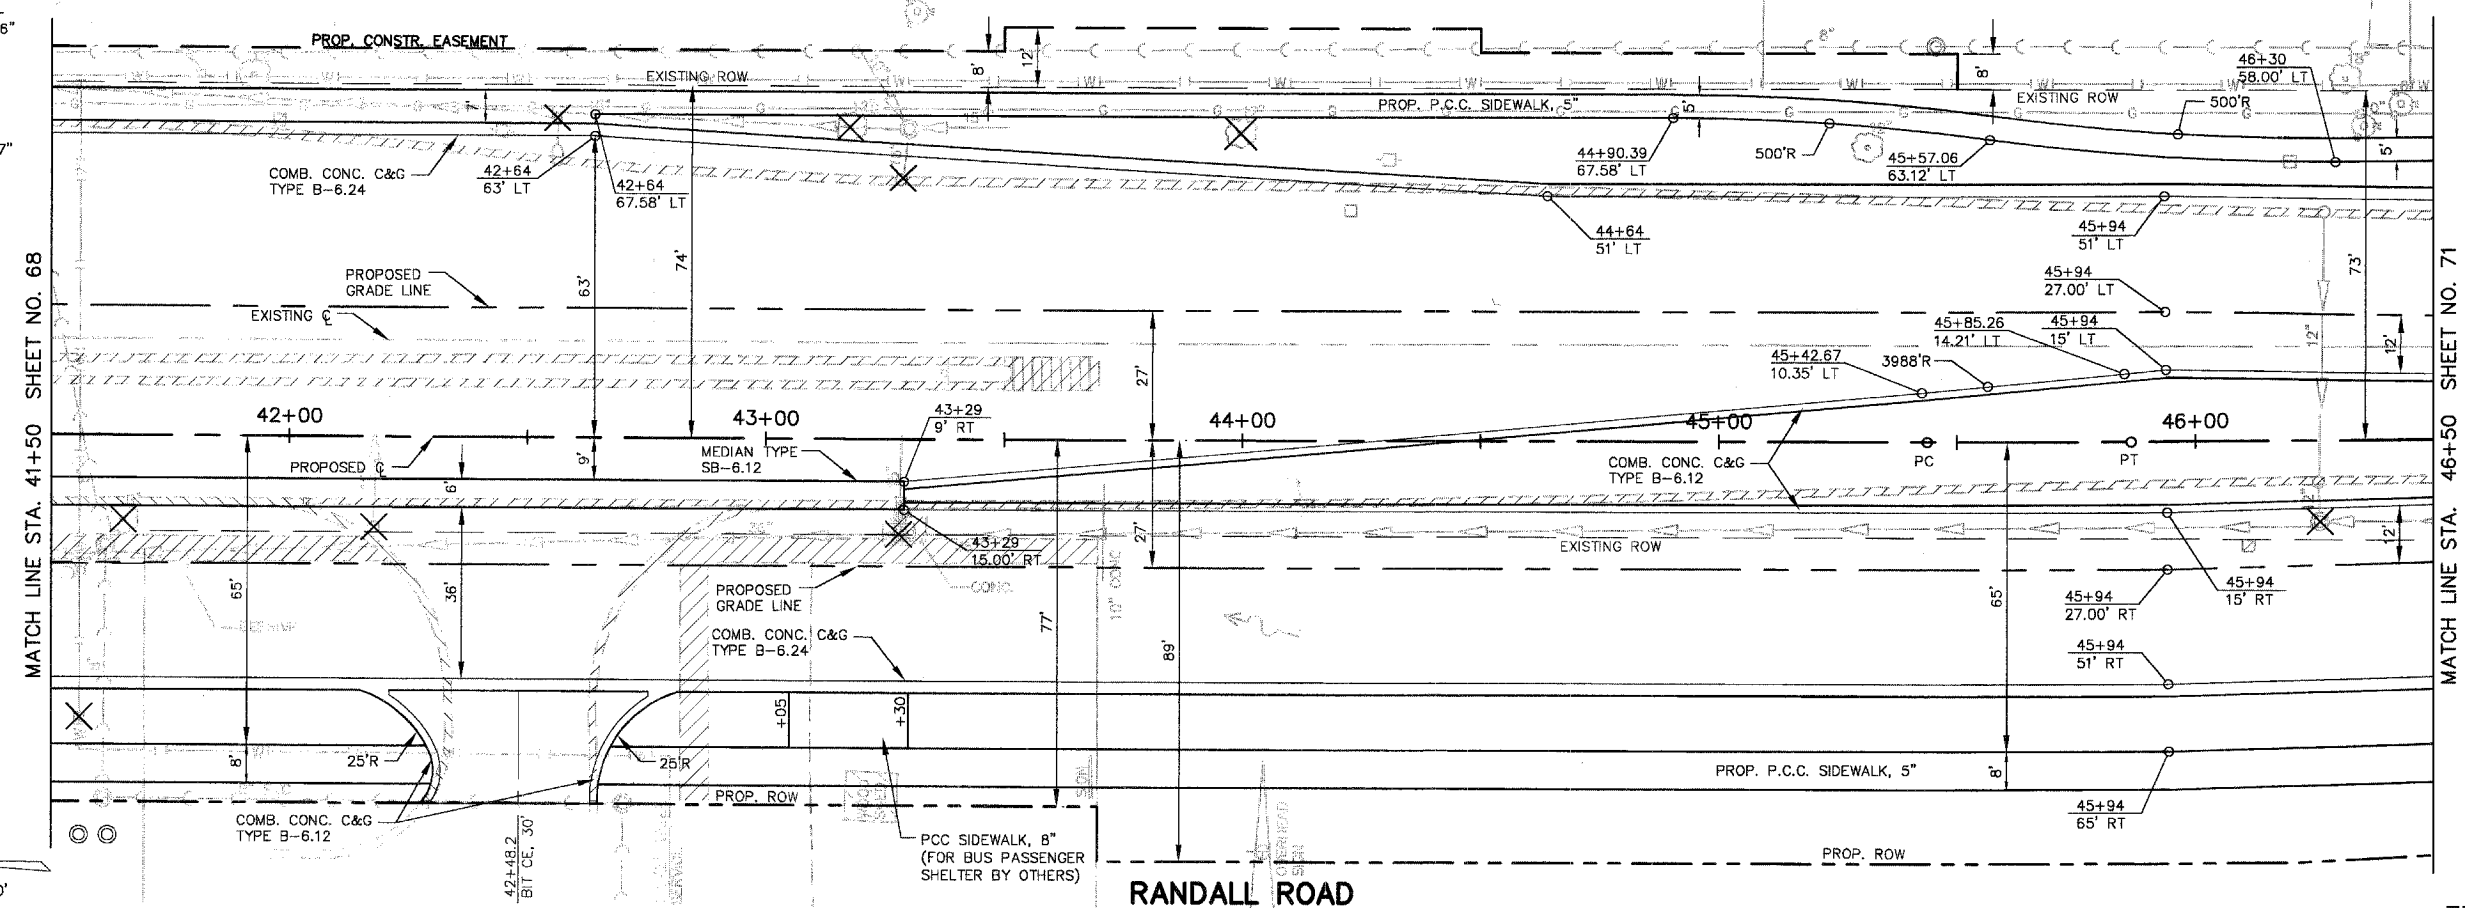 6"
7"
PROP. CONSTR. EASEMENT
8'
12'
8"
8'
46+30
58.00' LT
EXISTING ROW
EXISTING ROW
7'
PROP. P.C.C. SIDEWALK, 5"
5'
500'R
COMB. CONC. C&G
TYPE B-6.24
42+64
63' LT
42+64
67.58' LT
44+90.39
67.58' LT
500'R
45+57.06
63.12' LT
5'
44+64
51' LT
45+94
51' LT
MATCH LINE STA. 41+50 SHEET NO. 68
MATCH LINE STA. 46+50 SHEET NO. 71
PROPOSED
GRADE LINE
63'
74'
73'
45+94
27.00' LT
EXISTING ℄
27'
45+85.26
14.21' LT
45+94
15' LT
12"
12'
45+42.67
10.35' LT
3988'R
42+00
43+00
43+29
9' RT
44+00
45+00
46+00
PROPOSED ℄
9'
MEDIAN TYPE
SB-6.12
COMB. CONC. C&G
TYPE B-6.12
PC
PT
6'
43+29
15.00' RT
27'
EXISTING ROW
12'
65'
36'
PROPOSED
GRADE LINE
CONC.
10" CONC
45+94
27.00' RT
45+94
15' RT
65'
77'
89'
COMB. CONC. C&G
TYPE B-6.24
45+94
51' RT
+05
+30
25'R
25'R
8'
PROP. P.C.C. SIDEWALK, 5"
8'
PROP. ROW
45+94
65' RT
COMB. CONC. C&G
TYPE B-6.12
42+48.2
BIT CE, 30'
PCC SIDEWALK, 8"
(FOR BUS PASSENGER
SHELTER BY OTHERS)
SIGN
OVERHEAD
SIGN
PROP. ROW
RANDALL ROAD